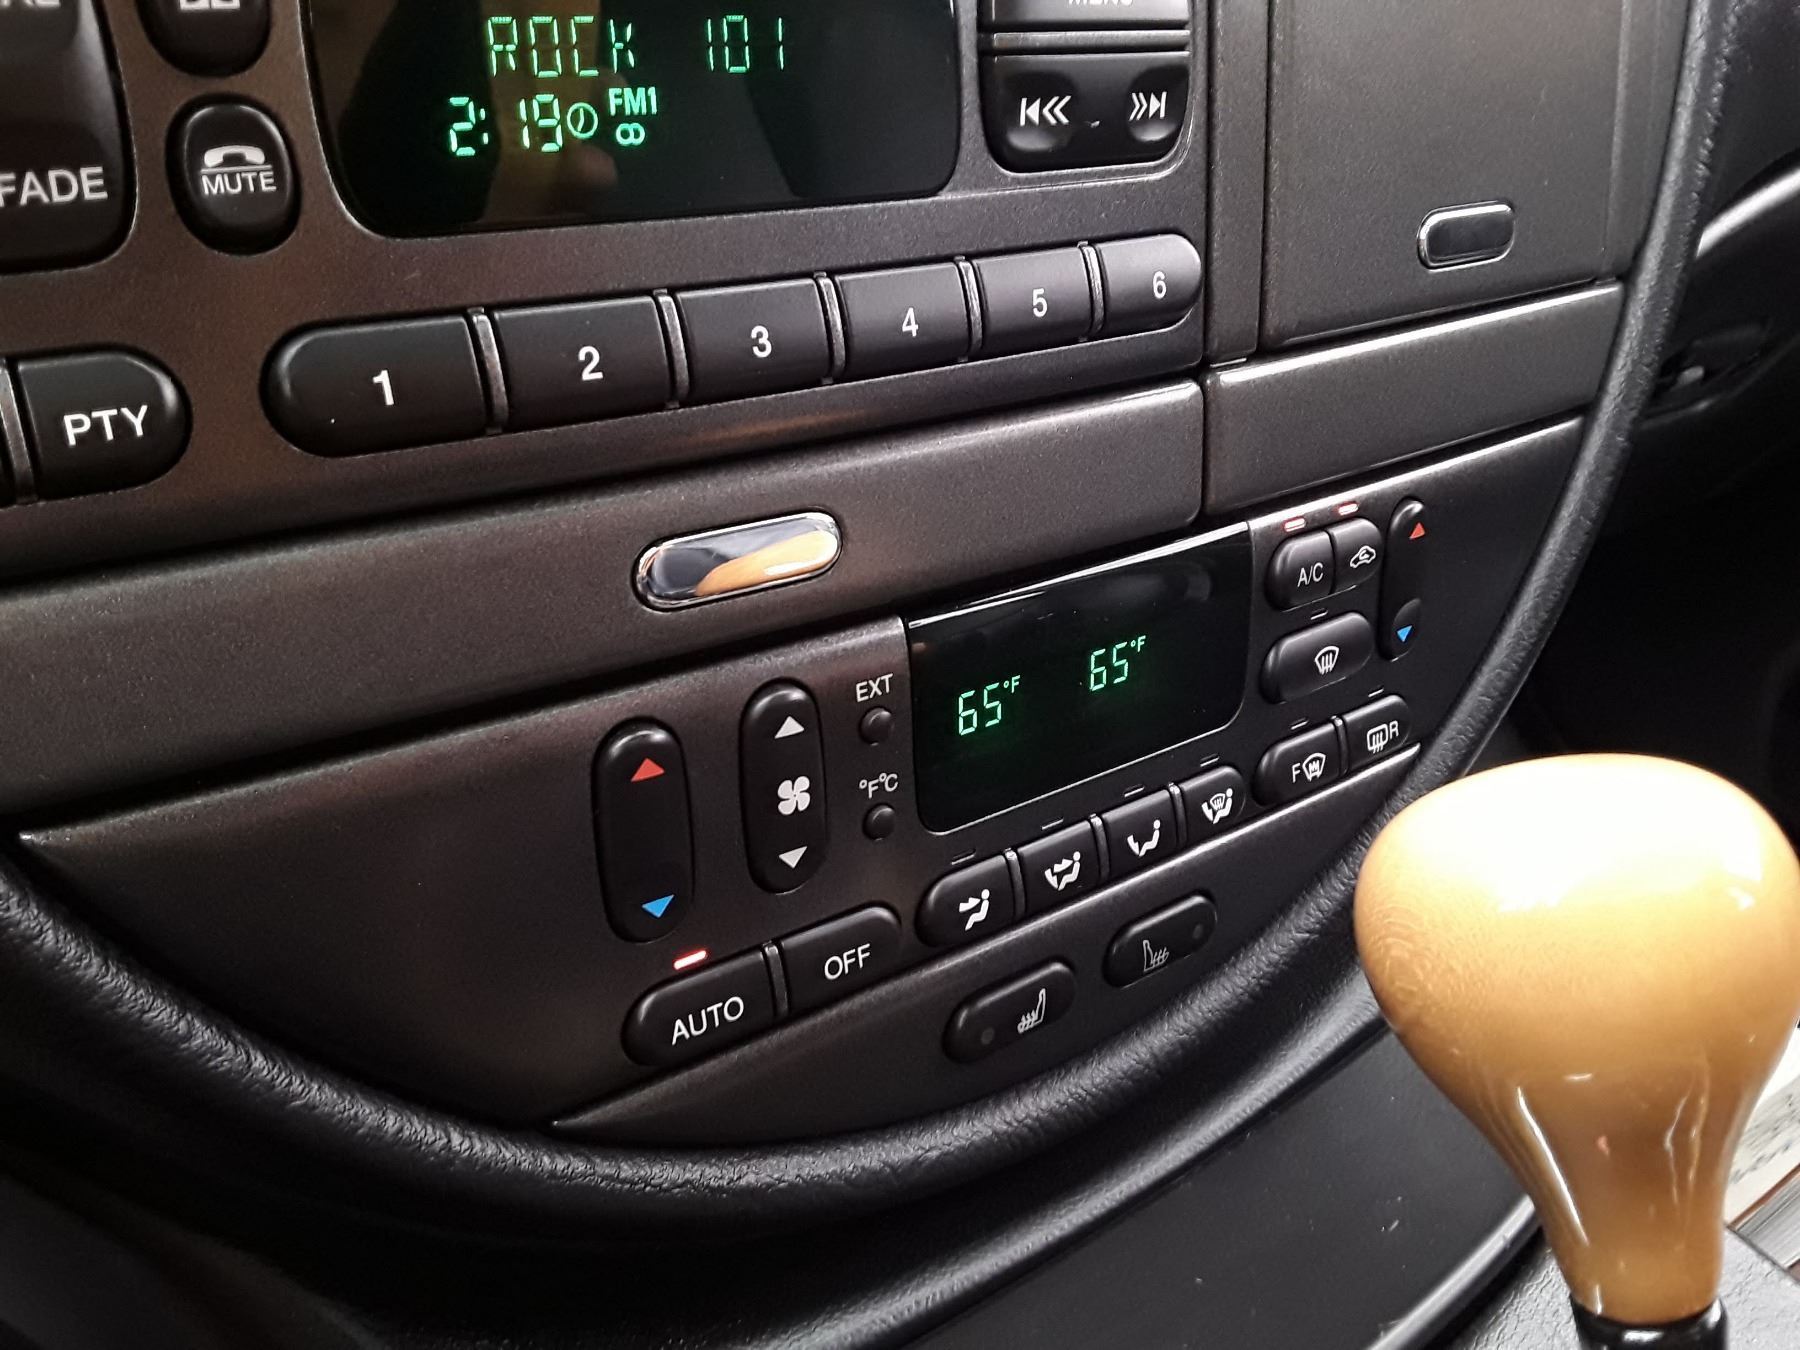 ROCK 101
MENU
2:19 FM1
FADE
MUTE
1 2 3 4 5 6
PTY
A/C
EXT
65°F 65°F
°F°C
F R
AUTO OFF